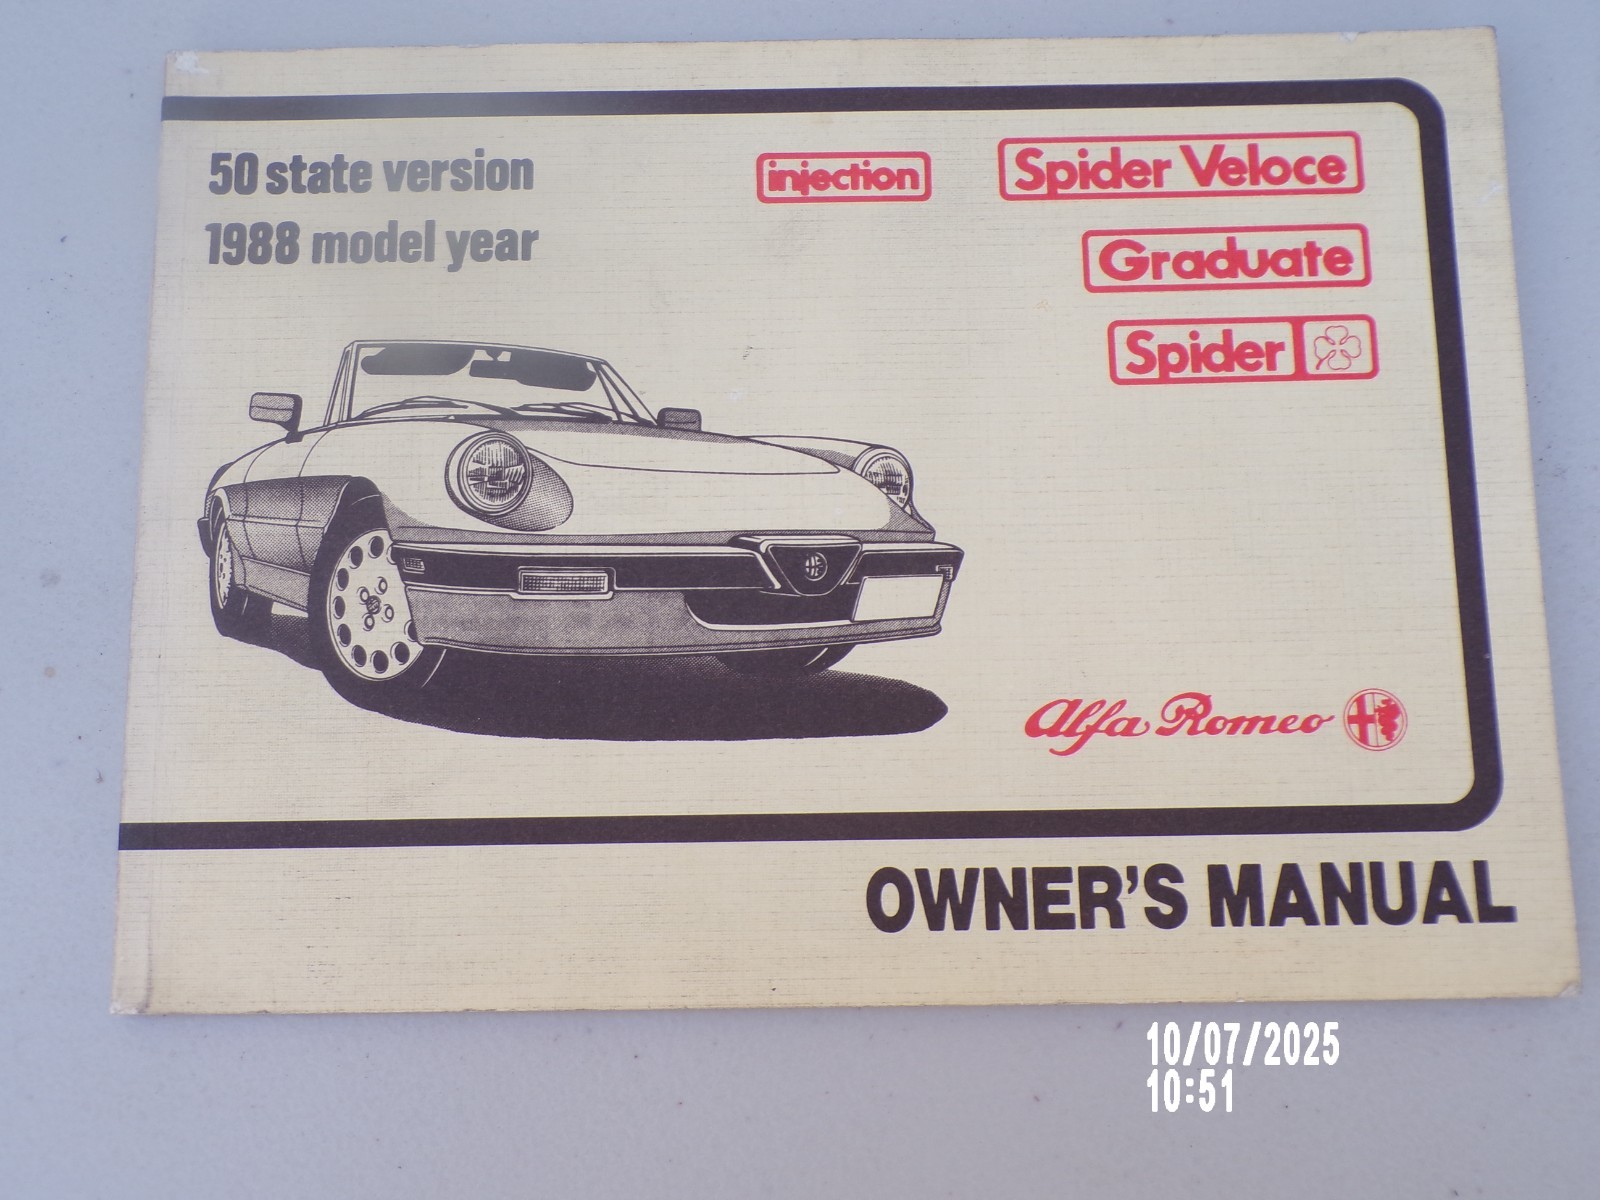 50 state version
1988 model year
injection
Spider Veloce
Graduate
Spider
Alfa Romeo
OWNER'S MANUAL
10/07/2025
10:51